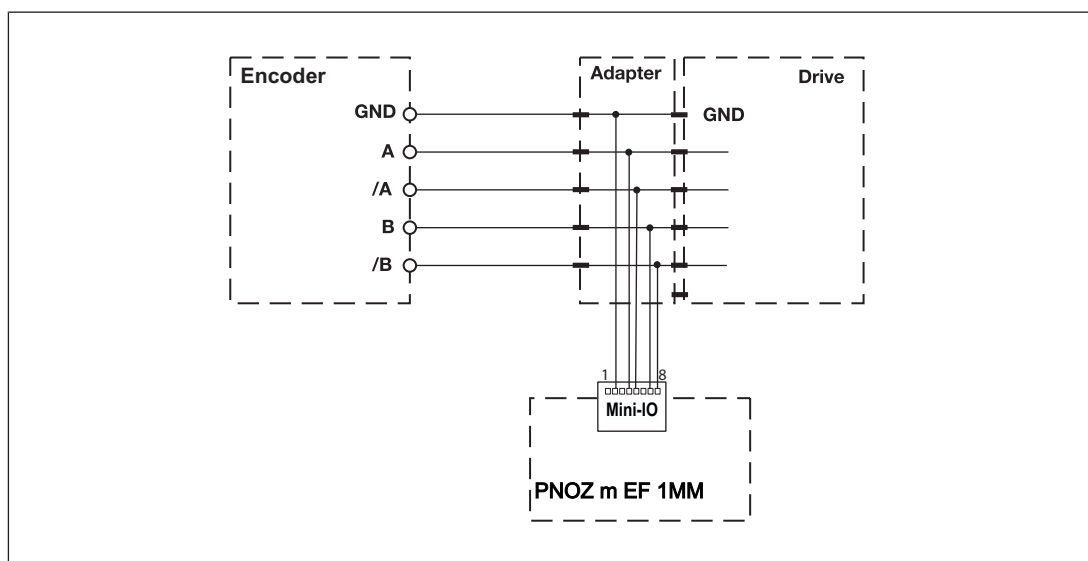 Encoder
Adapter
Drive
GND
GND
A
/A
B
/B
1
8
Mini-IO
PNOZ m EF 1MM